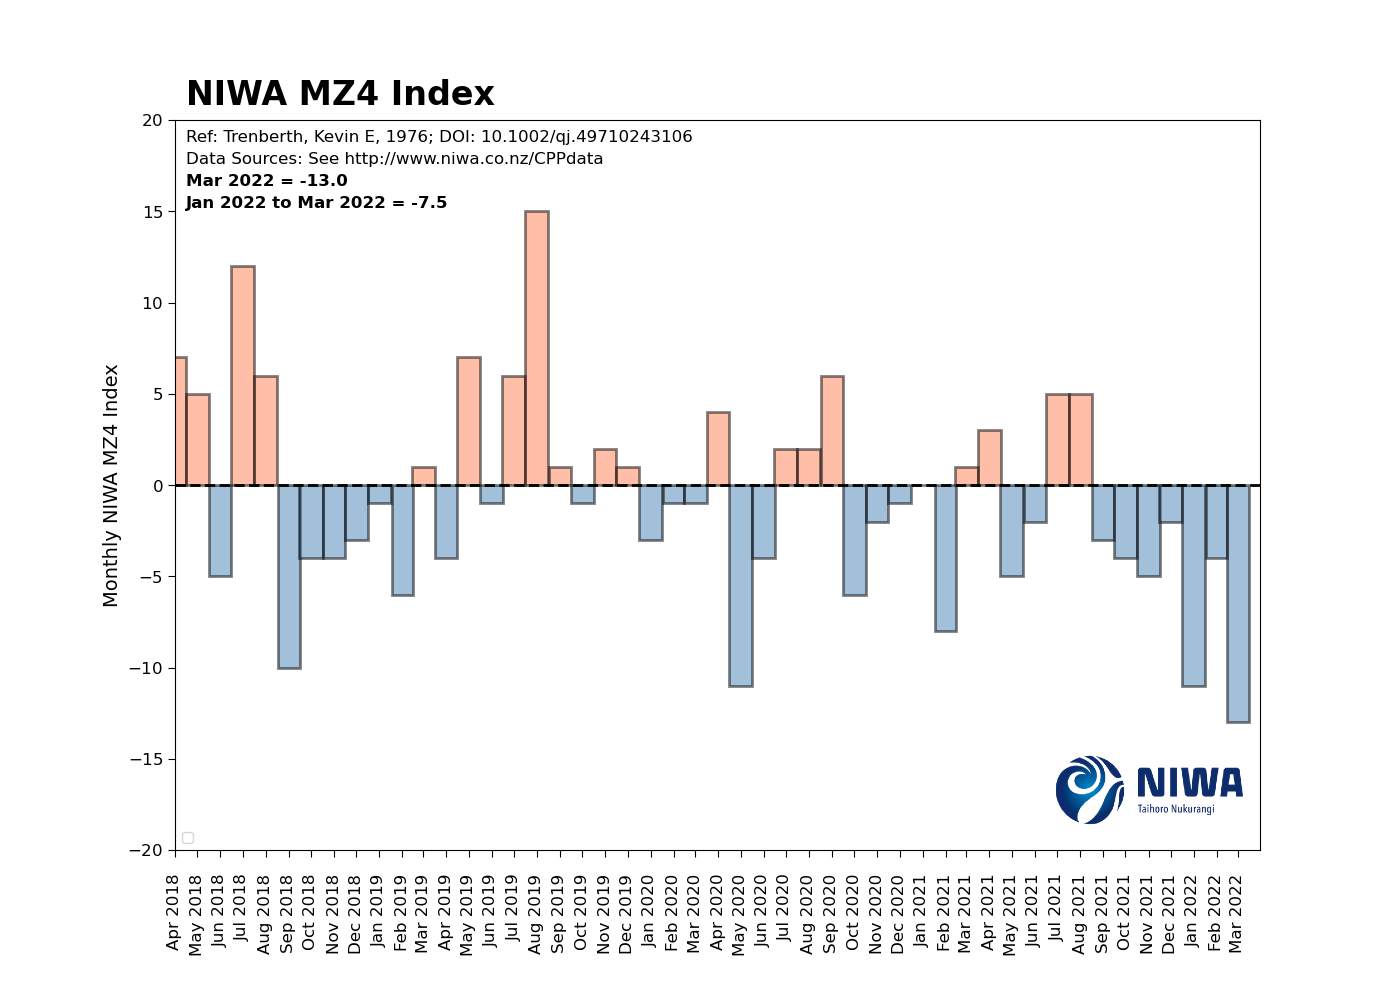 NIWA MZ4 Index
Ref: Trenberth, Kevin E, 1976; DOI: 10.1002/qj.49710243106
Data Sources: See http://www.niwa.co.nz/CPPdata
Mar 2022 = -13.0
Jan 2022 to Mar 2022 = -7.5
Monthly NIWA MZ4 Index
20
15
10
5
0
−5
−10
−15
−20
NIWA
Taihoro Nukurangi
Apr 2018
May 2018
Jun 2018
Jul 2018
Aug 2018
Sep 2018
Oct 2018
Nov 2018
Dec 2018
Jan 2019
Feb 2019
Mar 2019
Apr 2019
May 2019
Jun 2019
Jul 2019
Aug 2019
Sep 2019
Oct 2019
Nov 2019
Dec 2019
Jan 2020
Feb 2020
Mar 2020
Apr 2020
May 2020
Jun 2020
Jul 2020
Aug 2020
Sep 2020
Oct 2020
Nov 2020
Dec 2020
Jan 2021
Feb 2021
Mar 2021
Apr 2021
May 2021
Jun 2021
Jul 2021
Aug 2021
Sep 2021
Oct 2021
Nov 2021
Dec 2021
Jan 2022
Feb 2022
Mar 2022